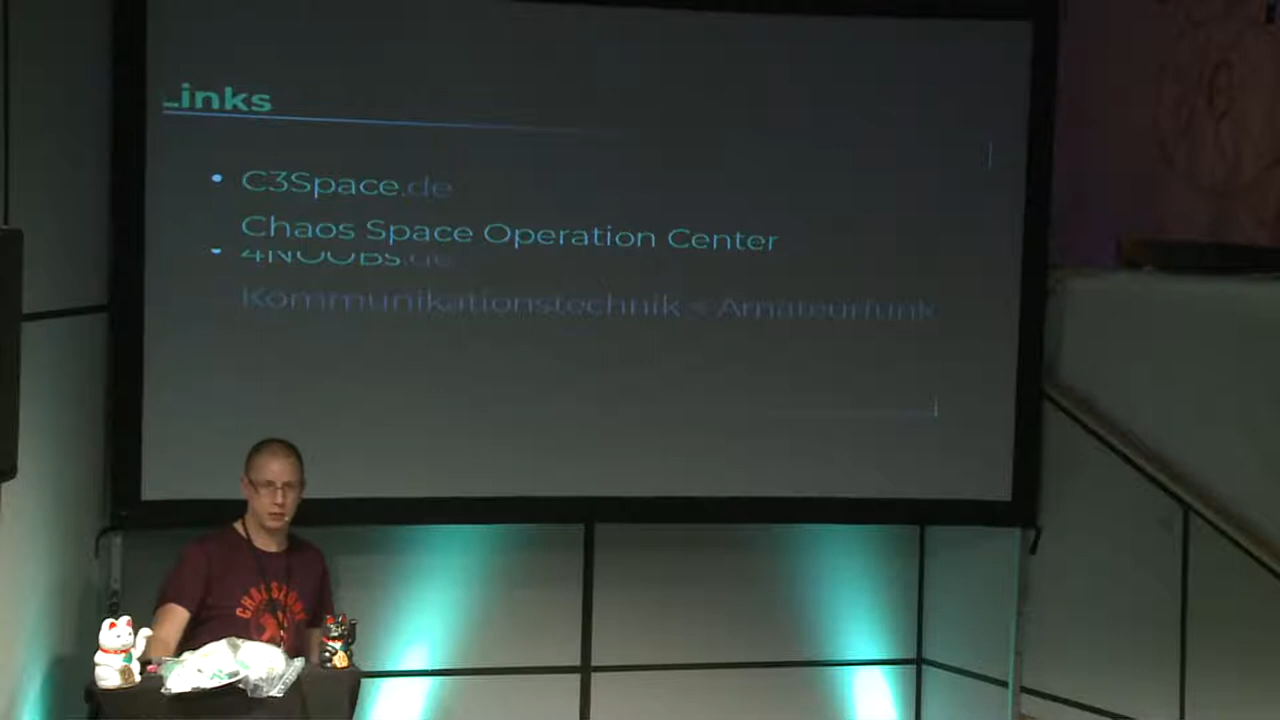 Links
C3Space.de
Chaos Space Operation Center
4NOOBS.de
Kommunikationstechnik < Amateurfunk